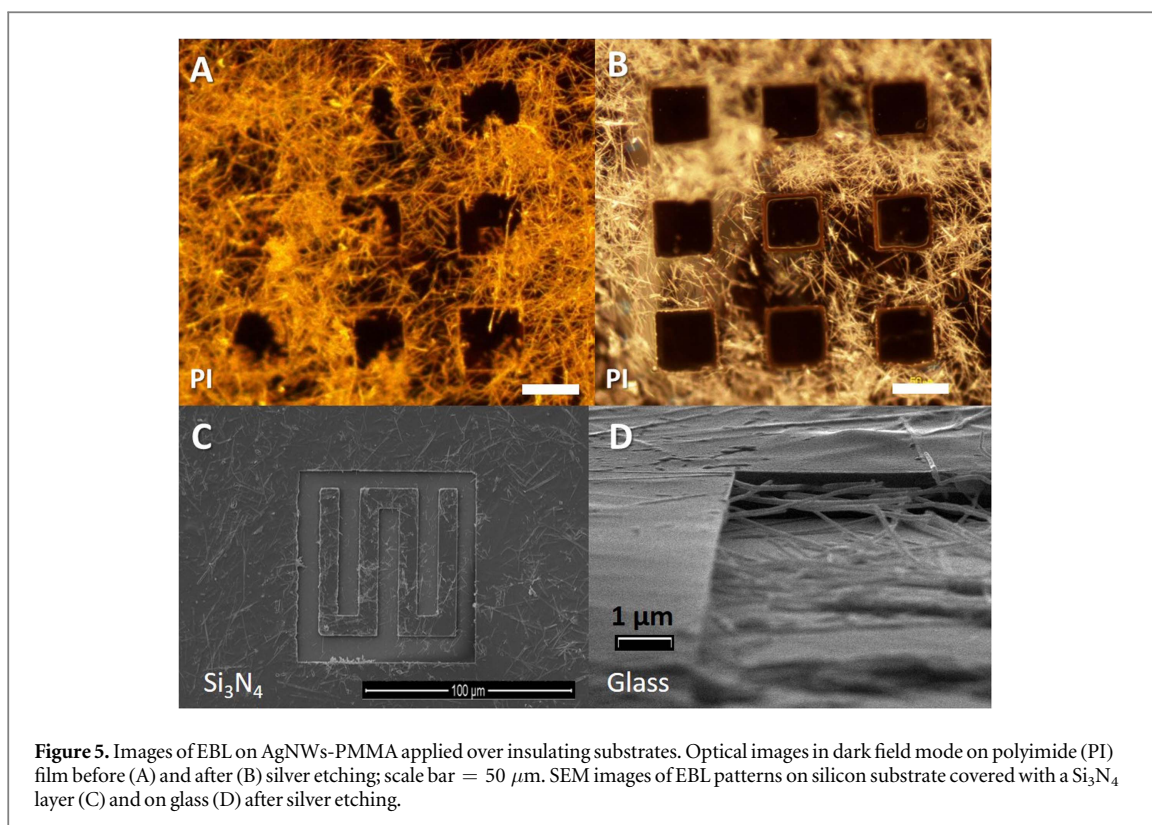 A
B
PI
PI
C
D
1 µm
Si₃N₄
100 µm
Glass
Figure 5. Images of EBL on AgNWs-PMMA applied over insulating substrates. Optical images in dark field mode on polyimide (PI)
film before (A) and after (B) silver etching; scale bar = 50 μm. SEM images of EBL patterns on silicon substrate covered with a Si₃N₄
layer (C) and on glass (D) after silver etching.